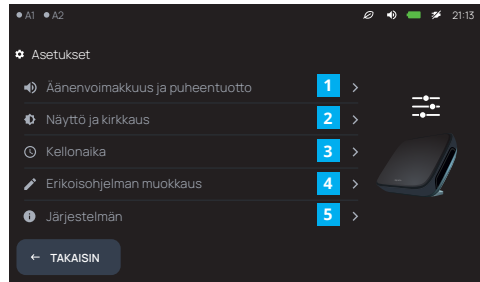 A1 A2 21:13
Asetukset
Äänenvoimakkuus ja puheentuotto 1
Näyttö ja kirkkaus 2
Kellonaika 3
Erikoisohjelman muokkaus 4
Järjestelmän 5
← TAKAISIN